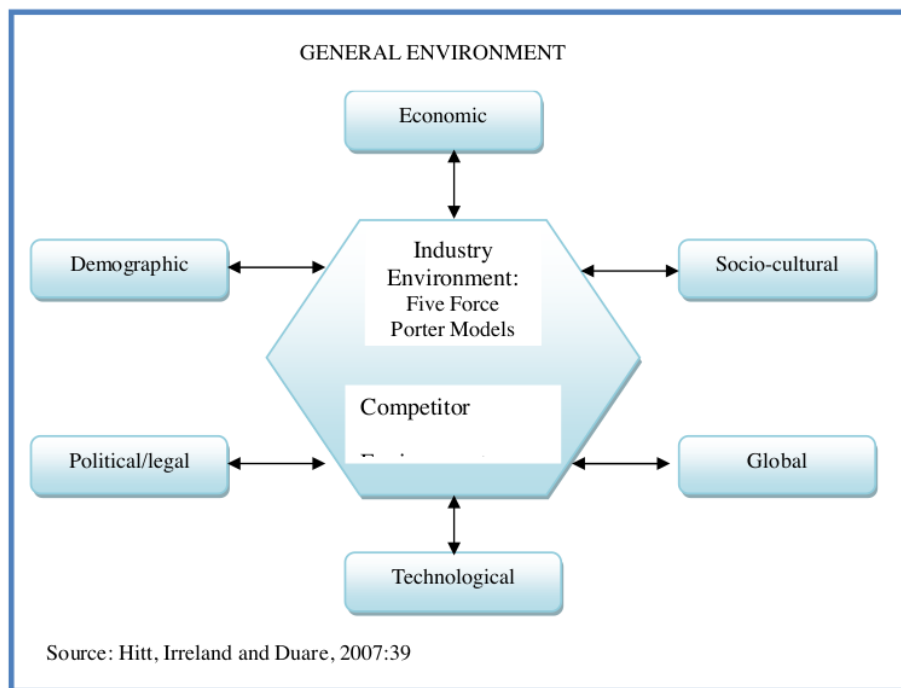 GENERAL ENVIRONMENT
Economic
Demographic
Industry
Environment:
Five Force
Porter Models
Socio-cultural
Competitor
Political/legal
Global
Technological
Source: Hitt, Irreland and Duare, 2007:39